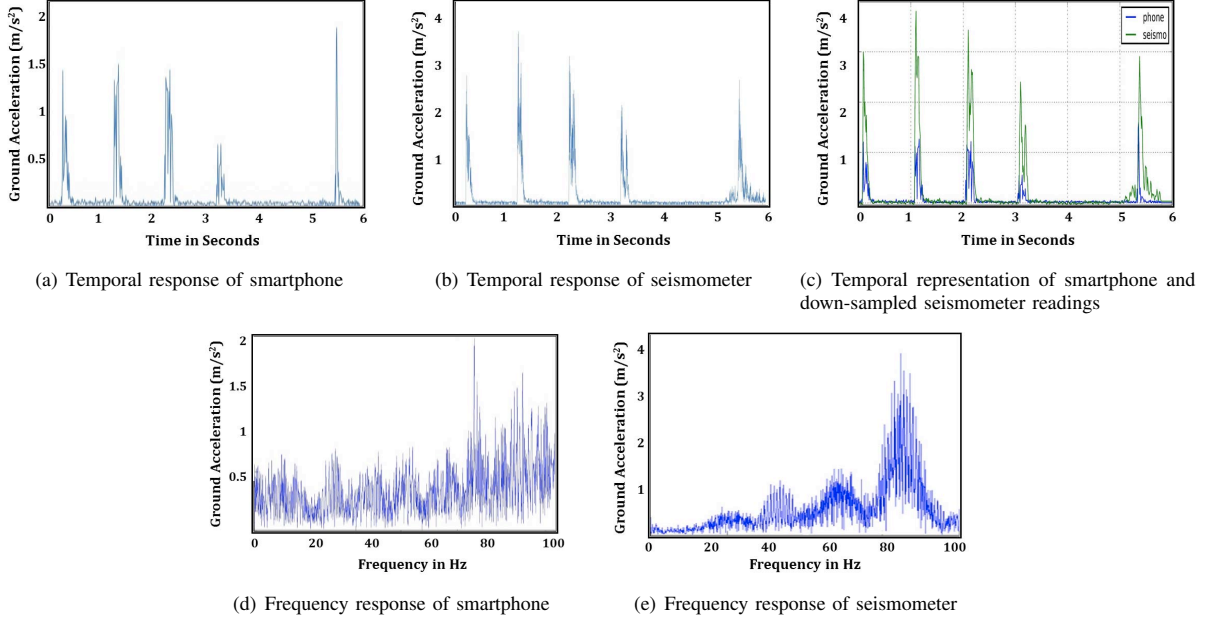 2
1.5
1
0.5
Ground Acceleration (m/s²)
0 1 2 3 4 5 6
Time in Seconds
(a) Temporal response of smartphone
4
3
2
1
Ground Acceleration (m/s²)
0 1 2 3 4 5 6
Time in Seconds
(b) Temporal response of seismometer
phone
seismo
4
3
2
1
Ground Acceleration (m/s²)
0 1 2 3 4 5 6
Time in Seconds
(c) Temporal representation of smartphone and
down-sampled seismometer readings
2
1.5
1
0.5
Ground Acceleration (m/s²)
0 20 40 60 80 100
Frequency in Hz
(d) Frequency response of smartphone
4
3
2
1
Ground Acceleration (m/s²)
0 20 40 60 80 100
Frequency in Hz
(e) Frequency response of seismometer